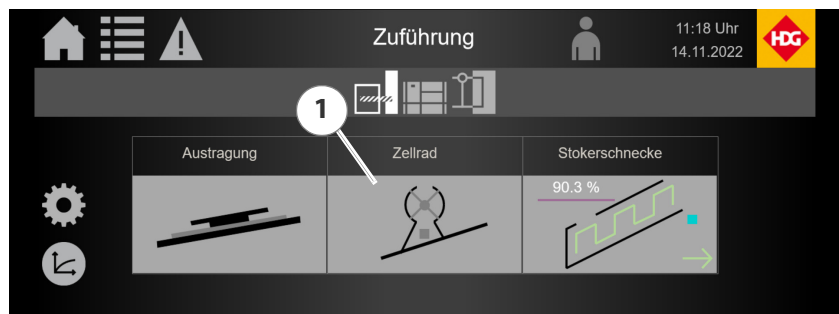 Zuführung
11:18 Uhr
14.11.2022
HDG
1
Austragung
Zellrad
Stokerschnecke
90.3 %